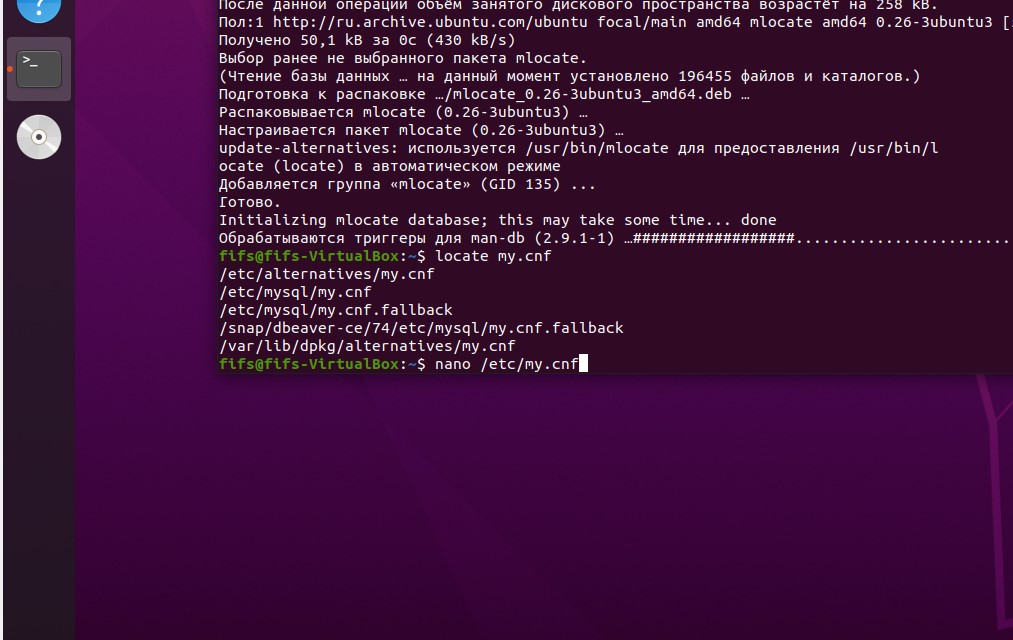 ?
>_
После данной операции объём занятого дискового пространства возрастёт на 258 kB.
Пол:1 http://ru.archive.ubuntu.com/ubuntu focal/main amd64 mlocate amd64 0.26-3ubuntu3 [
Получено 50,1 kB за 0с (430 kB/s)
Выбор ранее не выбранного пакета mlocate.
(Чтение базы данных … на данный момент установлено 196455 файлов и каталогов.)
Подготовка к распаковке …/mlocate_0.26-3ubuntu3_amd64.deb …
Распаковывается mlocate (0.26-3ubuntu3) …
Настраивается пакет mlocate (0.26-3ubuntu3) …
update-alternatives: используется /usr/bin/mlocate для предоставления /usr/bin/l
ocate (locate) в автоматическом режиме
Добавляется группа «mlocate» (GID 135) ...
Готово.
Initializing mlocate database; this may take some time... done
Обрабатываются триггеры для man-db (2.9.1-1) …##################........................
fifs@fifs-VirtualBox:~$ locate my.cnf
/etc/alternatives/my.cnf
/etc/mysql/my.cnf
/etc/mysql/my.cnf.fallback
/snap/dbeaver-ce/74/etc/mysql/my.cnf.fallback
/var/lib/dpkg/alternatives/my.cnf
fifs@fifs-VirtualBox:~$ nano /etc/my.cnf